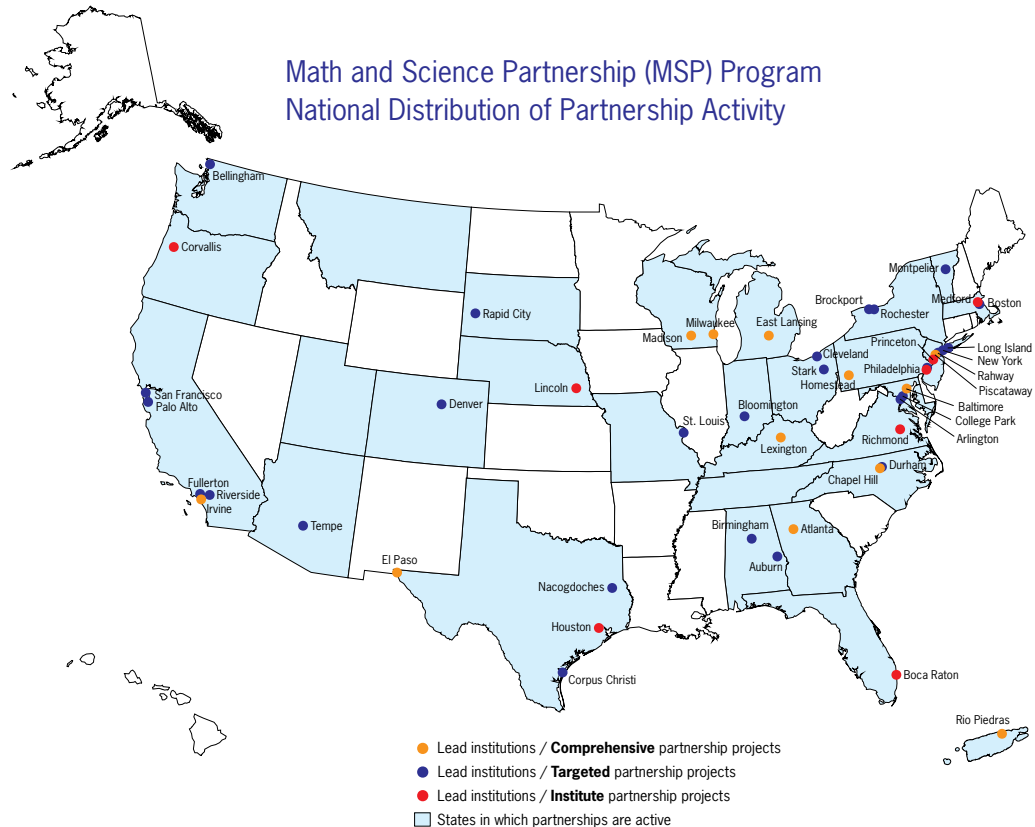 Math and Science Partnership (MSP) Program
National Distribution of Partnership Activity
Bellingham
Corvallis
Montpelier
Medford
Boston
Brockport
Rochester
Rapid City
Milwaukee
East Lansing
Madison
Princeton
Long Island
New York
Rahway
Piscataway
Cleveland
Stark
Homestead
Philadelphia
Lincoln
San Francisco
Palo Alto
Denver
Baltimore
College Park
Arlington
St. Louis
Bloomington
Lexington
Richmond
Durham
Chapel Hill
Fullerton
Riverside
Irvine
Tempe
Birmingham
Atlanta
Auburn
El Paso
Nacogdoches
Houston
Corpus Christi
Boca Raton
Rio Piedras
Lead institutions / Comprehensive partnership projects
Lead institutions / Targeted partnership projects
Lead institutions / Institute partnership projects
States in which partnerships are active